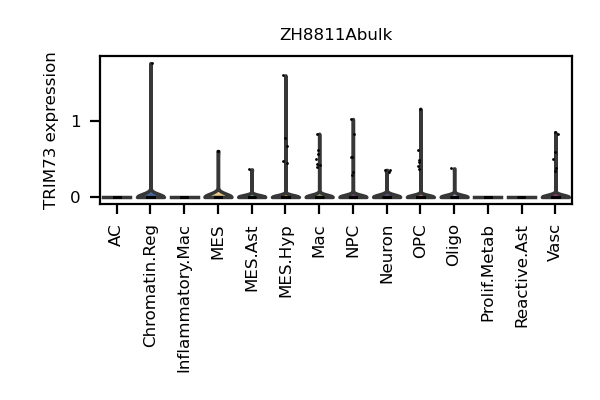 ZH8811Abulk
TRIM73 expression
1
0
AC
Chromatin.Reg
Inflammatory.Mac
MES
MES.Ast
MES.Hyp
Mac
NPC
Neuron
OPC
Oligo
Prolif.Metab
Reactive.Ast
Vasc